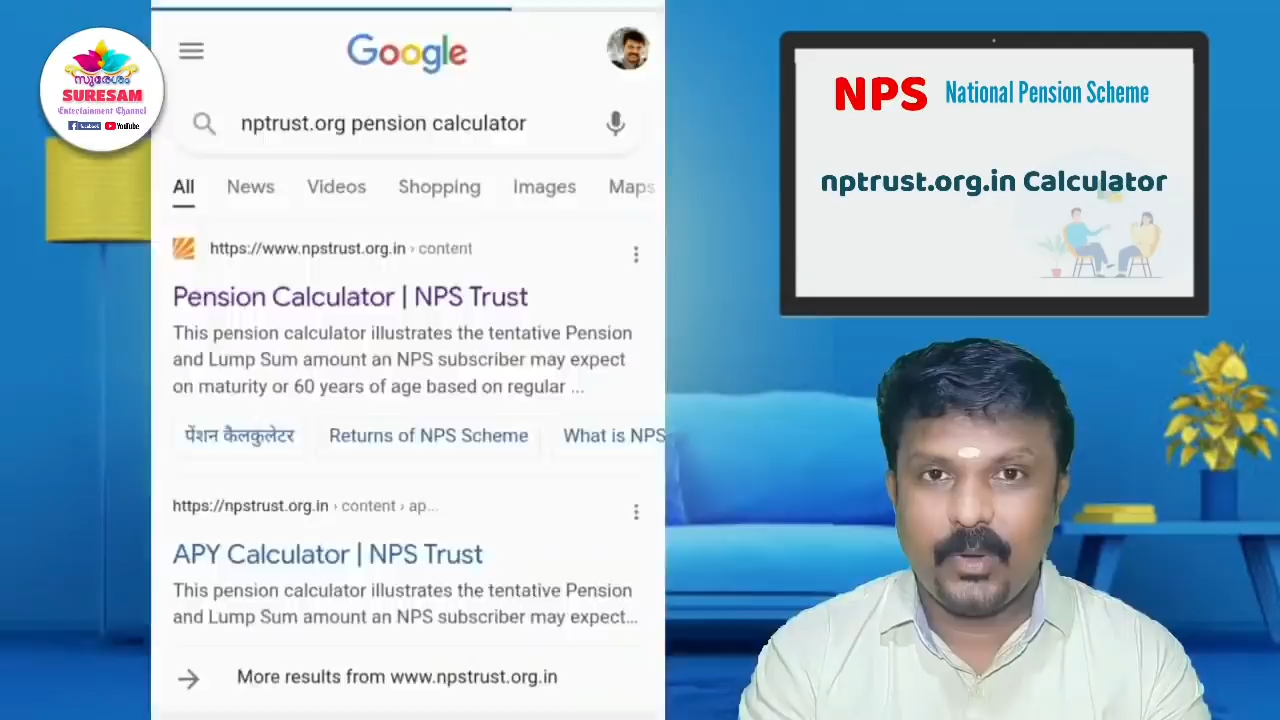 സുരേശം
SURESAM
Entertainment Channel
facebook YouTube
Google
nptrust.org pension calculator
All News Videos Shopping Images Maps
https://www.npstrust.org.in › content
Pension Calculator | NPS Trust
This pension calculator illustrates the tentative Pension
and Lump Sum amount an NPS subscriber may expect
on maturity or 60 years of age based on regular ...
पेंशन कैलकुलेटर Returns of NPS Scheme What is NPS
https://npstrust.org.in › content › ap...
APY Calculator | NPS Trust
This pension calculator illustrates the tentative Pension
and Lump Sum amount an NPS subscriber may expect...
More results from www.npstrust.org.in
NPS National Pension Scheme
nptrust.org.in Calculator